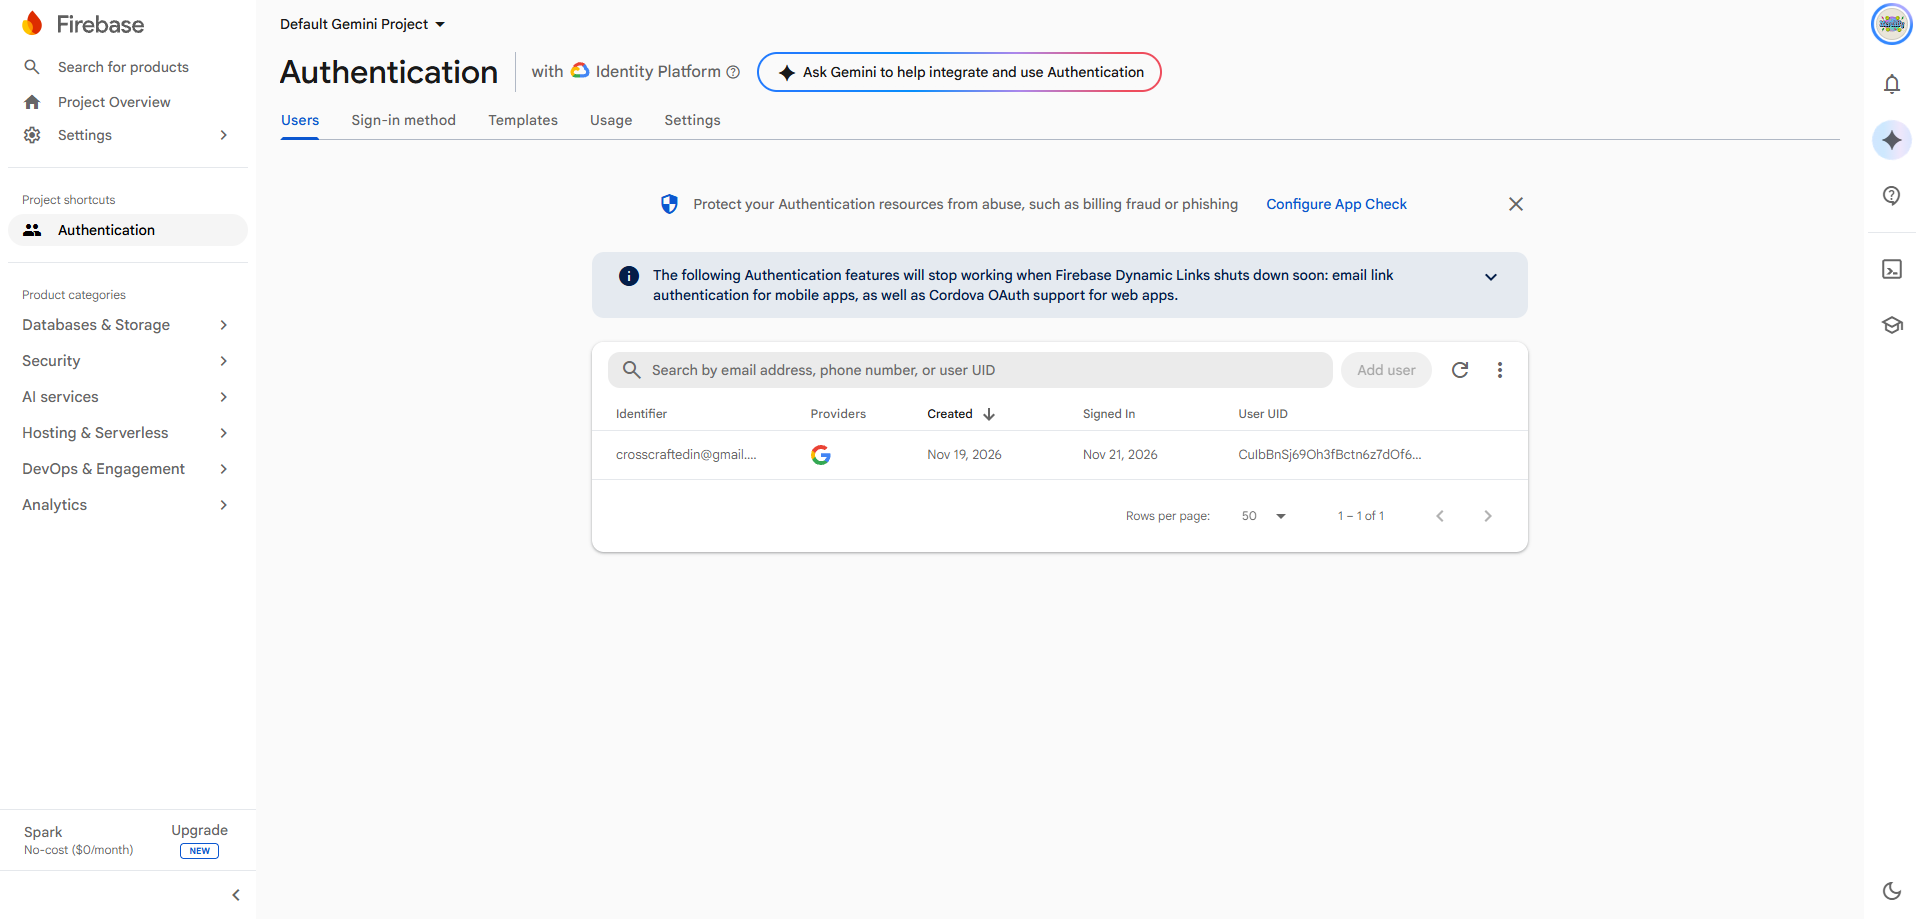 Firebase
Search for products
Project Overview
Settings
Project shortcuts
Authentication
Product categories
Databases & Storage
Security
AI services
Hosting & Serverless
DevOps & Engagement
Analytics
Spark
No-cost ($0/month)
Upgrade
NEW
Default Gemini Project
Authentication
with Identity Platform
Ask Gemini to help integrate and use Authentication
Users Sign-in method Templates Usage Settings
Protect your Authentication resources from abuse, such as billing fraud or phishing Configure App Check
The following Authentication features will stop working when Firebase Dynamic Links shuts down soon: email link
authentication for mobile apps, as well as Cordova OAuth support for web apps.
Search by email address, phone number, or user UID Add user
Identifier Providers Created Signed In User UID
crosscraftedin@gmail.... Nov 19, 2026 Nov 21, 2026 CuIbBnSj69Oh3fBctn6z7dOf6...
Rows per page: 50 1 – 1 of 1